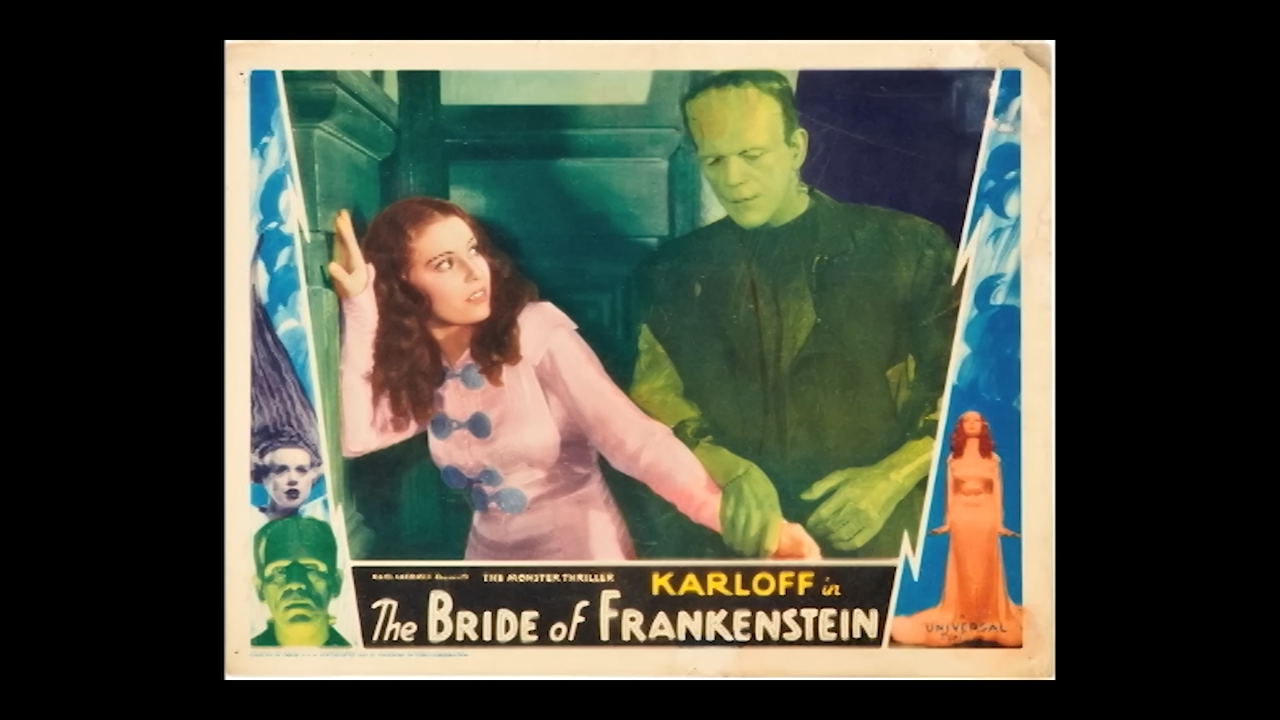 THE MONSTER THRILLER
KARLOFF in
The BRIDE of FRANKENSTEIN
UNIVERSAL